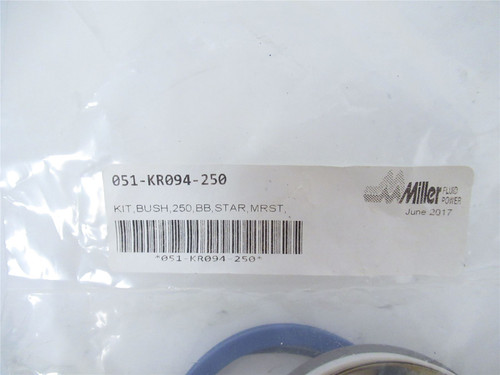 051-KR094-250
Miller FLUID POWER
KIT,BUSH,250,BB,STAR,MRST,
June 2017
*051-KR094-250*